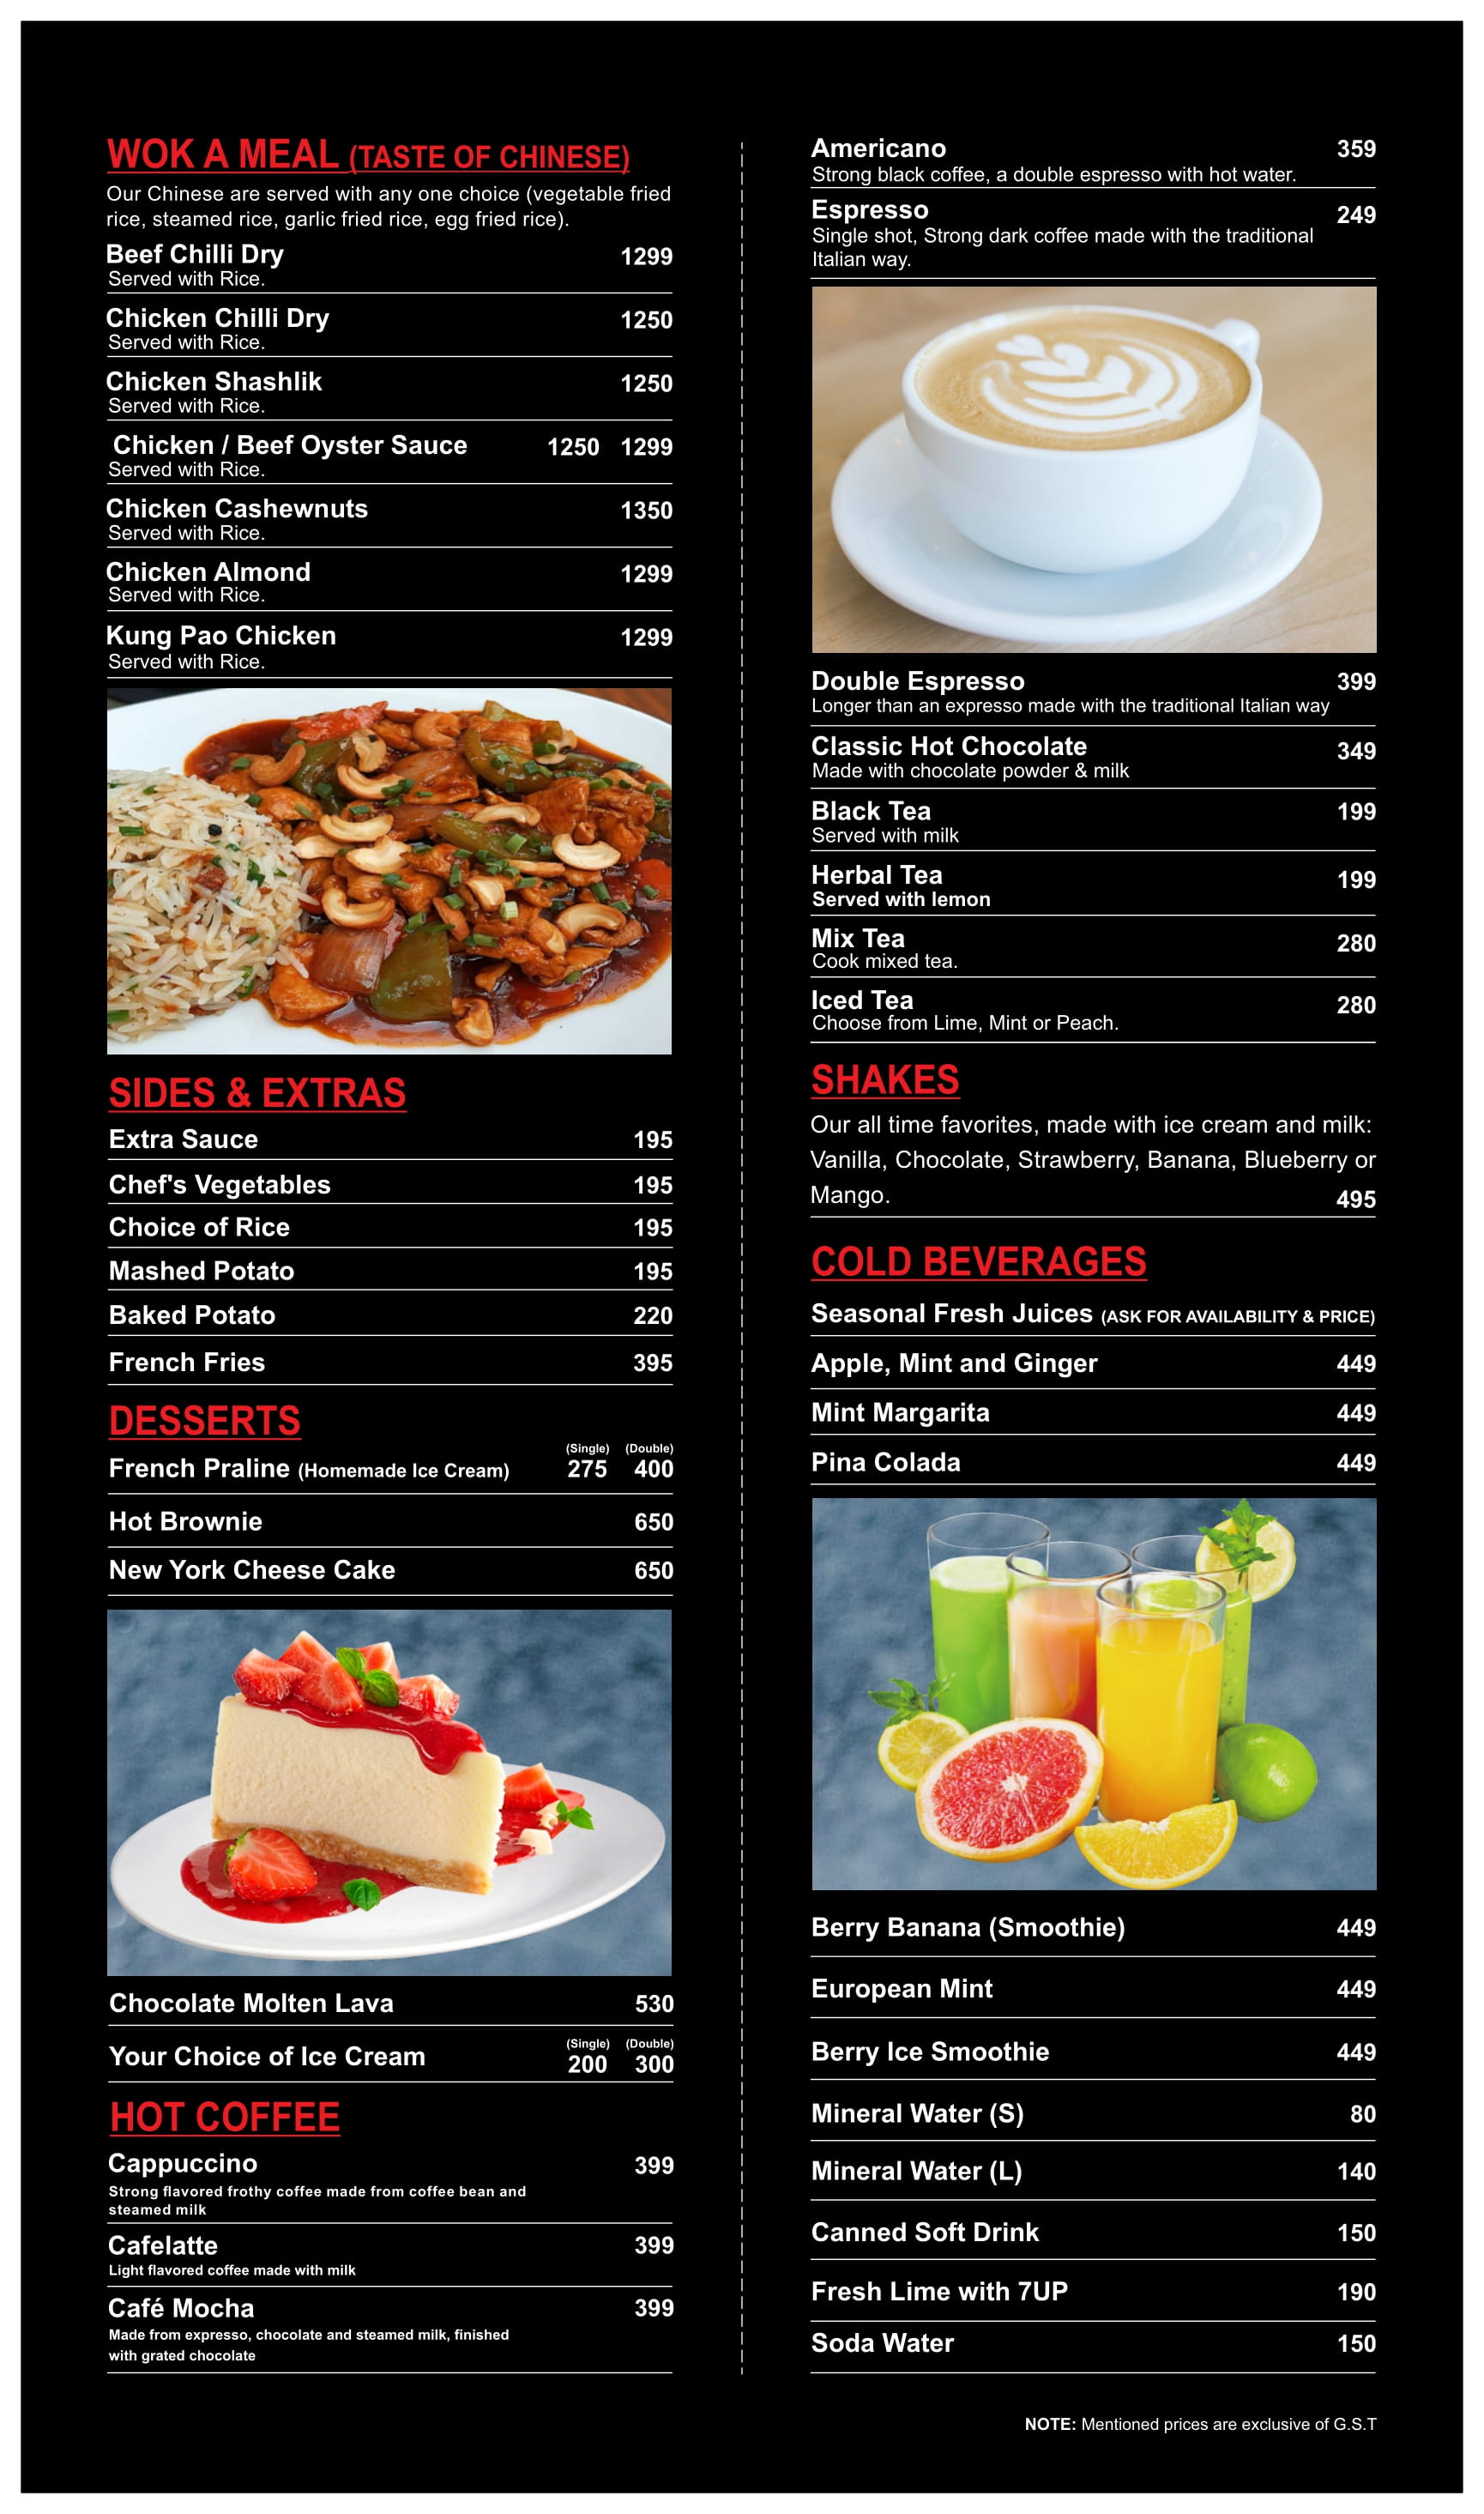 WOK A MEAL (TASTE OF CHINESE)
Our Chinese are served with any one choice (vegetable fried
rice, steamed rice, garlic fried rice, egg fried rice).
Beef Chilli Dry 1299
Served with Rice.
Chicken Chilli Dry 1250
Served with Rice.
Chicken Shashlik 1250
Served with Rice.
Chicken / Beef Oyster Sauce 1250 1299
Served with Rice.
Chicken Cashewnuts 1350
Served with Rice.
Chicken Almond 1299
Served with Rice.
Kung Pao Chicken 1299
Served with Rice.
SIDES & EXTRAS
Extra Sauce 195
Chef's Vegetables 195
Choice of Rice 195
Mashed Potato 195
Baked Potato 220
French Fries 395
DESSERTS
(Single) (Double)
French Praline (Homemade Ice Cream) 275 400
Hot Brownie 650
New York Cheese Cake 650
Chocolate Molten Lava 530
(Single) (Double)
Your Choice of Ice Cream 200 300
HOT COFFEE
Cappuccino 399
Strong flavored frothy coffee made from coffee bean and
steamed milk
Cafelatte 399
Light flavored coffee made with milk
Café Mocha 399
Made from expresso, chocolate and steamed milk, finished
with grated chocolate
Americano 359
Strong black coffee, a double espresso with hot water.
Espresso 249
Single shot, Strong dark coffee made with the traditional
Italian way.
Double Espresso 399
Longer than an expresso made with the traditional Italian way
Classic Hot Chocolate 349
Made with chocolate powder & milk
Black Tea 199
Served with milk
Herbal Tea 199
Served with lemon
Mix Tea 280
Cook mixed tea.
Iced Tea 280
Choose from Lime, Mint or Peach.
SHAKES
Our all time favorites, made with ice cream and milk:
Vanilla, Chocolate, Strawberry, Banana, Blueberry or
Mango. 495
COLD BEVERAGES
Seasonal Fresh Juices (ASK FOR AVAILABILITY & PRICE)
Apple, Mint and Ginger 449
Mint Margarita 449
Pina Colada 449
Berry Banana (Smoothie) 449
European Mint 449
Berry Ice Smoothie 449
Mineral Water (S) 80
Mineral Water (L) 140
Canned Soft Drink 150
Fresh Lime with 7UP 190
Soda Water 150
NOTE: Mentioned prices are exclusive of G.S.T